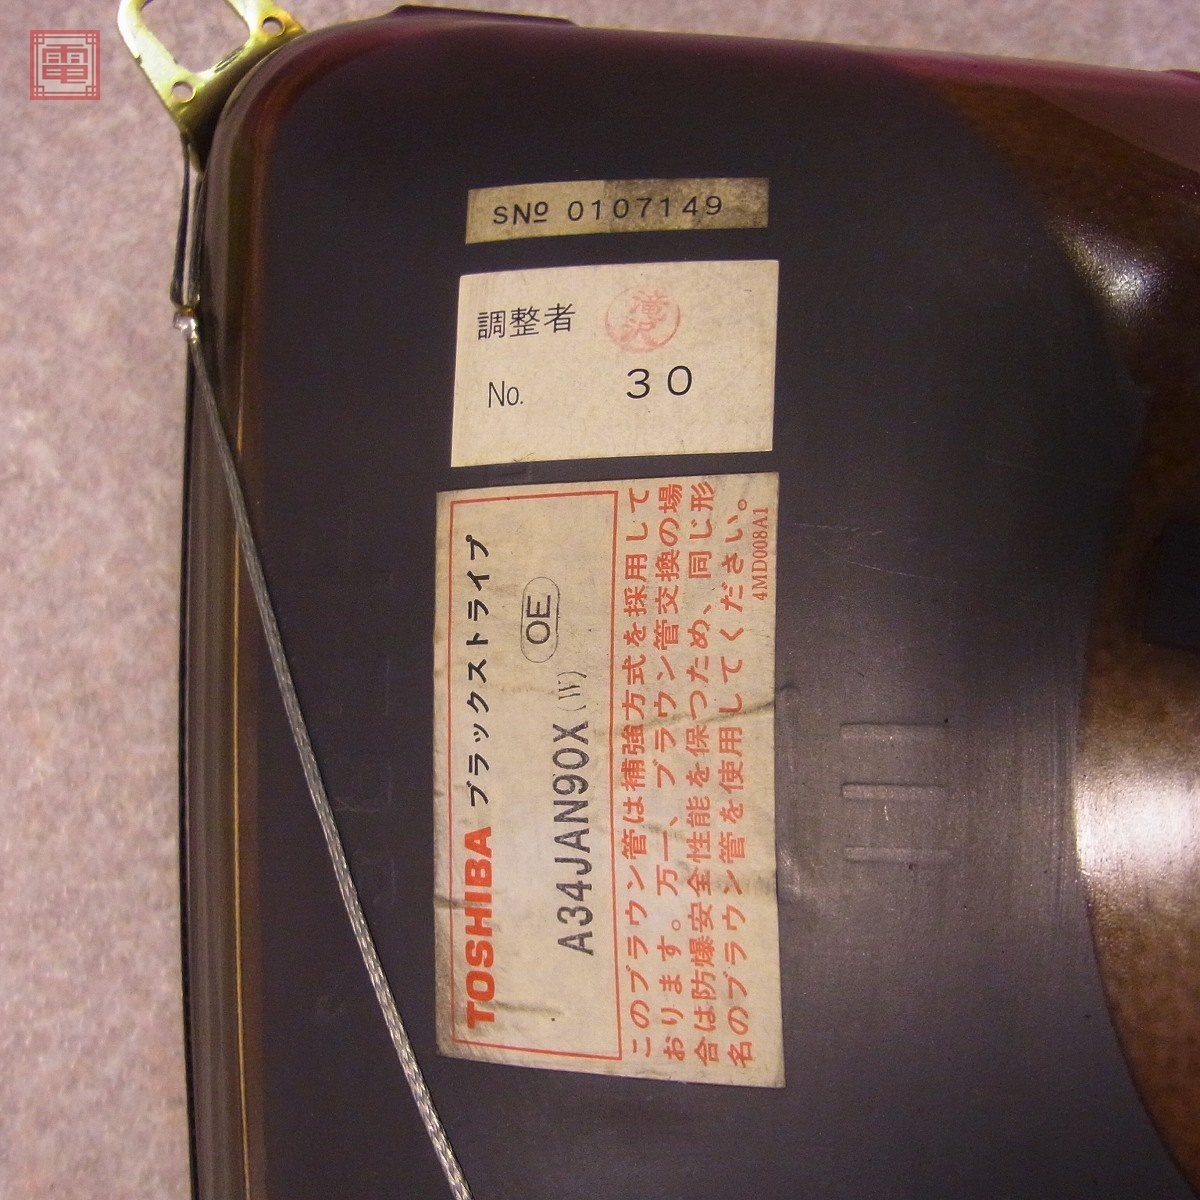 電
SNo 0107149
調整者 滝沢
No. 30
TOSHIBA ブラックストライプ
OE
A34JAN90X(W)
このブラウン管は補強方式を採用して
おります。万一、ブラウン管交換の場
合は防爆安全性能を保つため、同じ形
名のブラウン管を使用してください。
4MD008A1